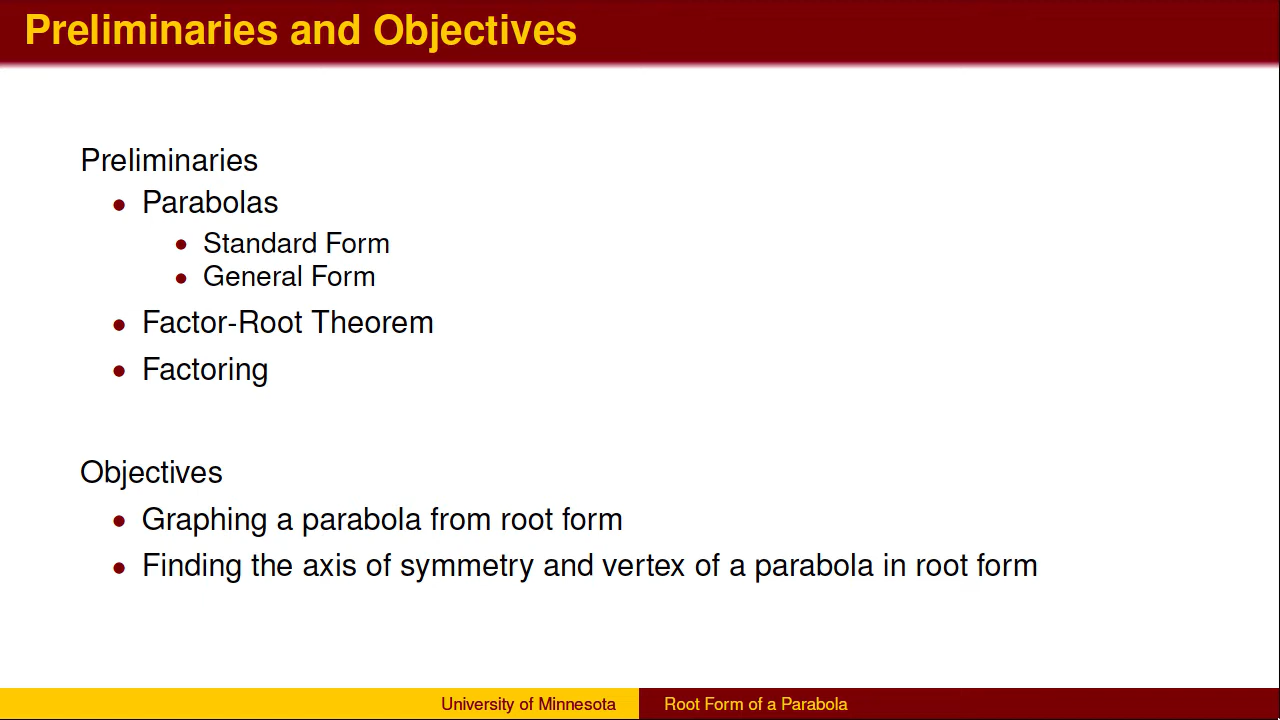 Preliminaries and Objectives
Preliminaries
• Parabolas
• Standard Form
• General Form
• Factor-Root Theorem
• Factoring
Objectives
• Graphing a parabola from root form
• Finding the axis of symmetry and vertex of a parabola in root form
University of Minnesota
Root Form of a Parabola